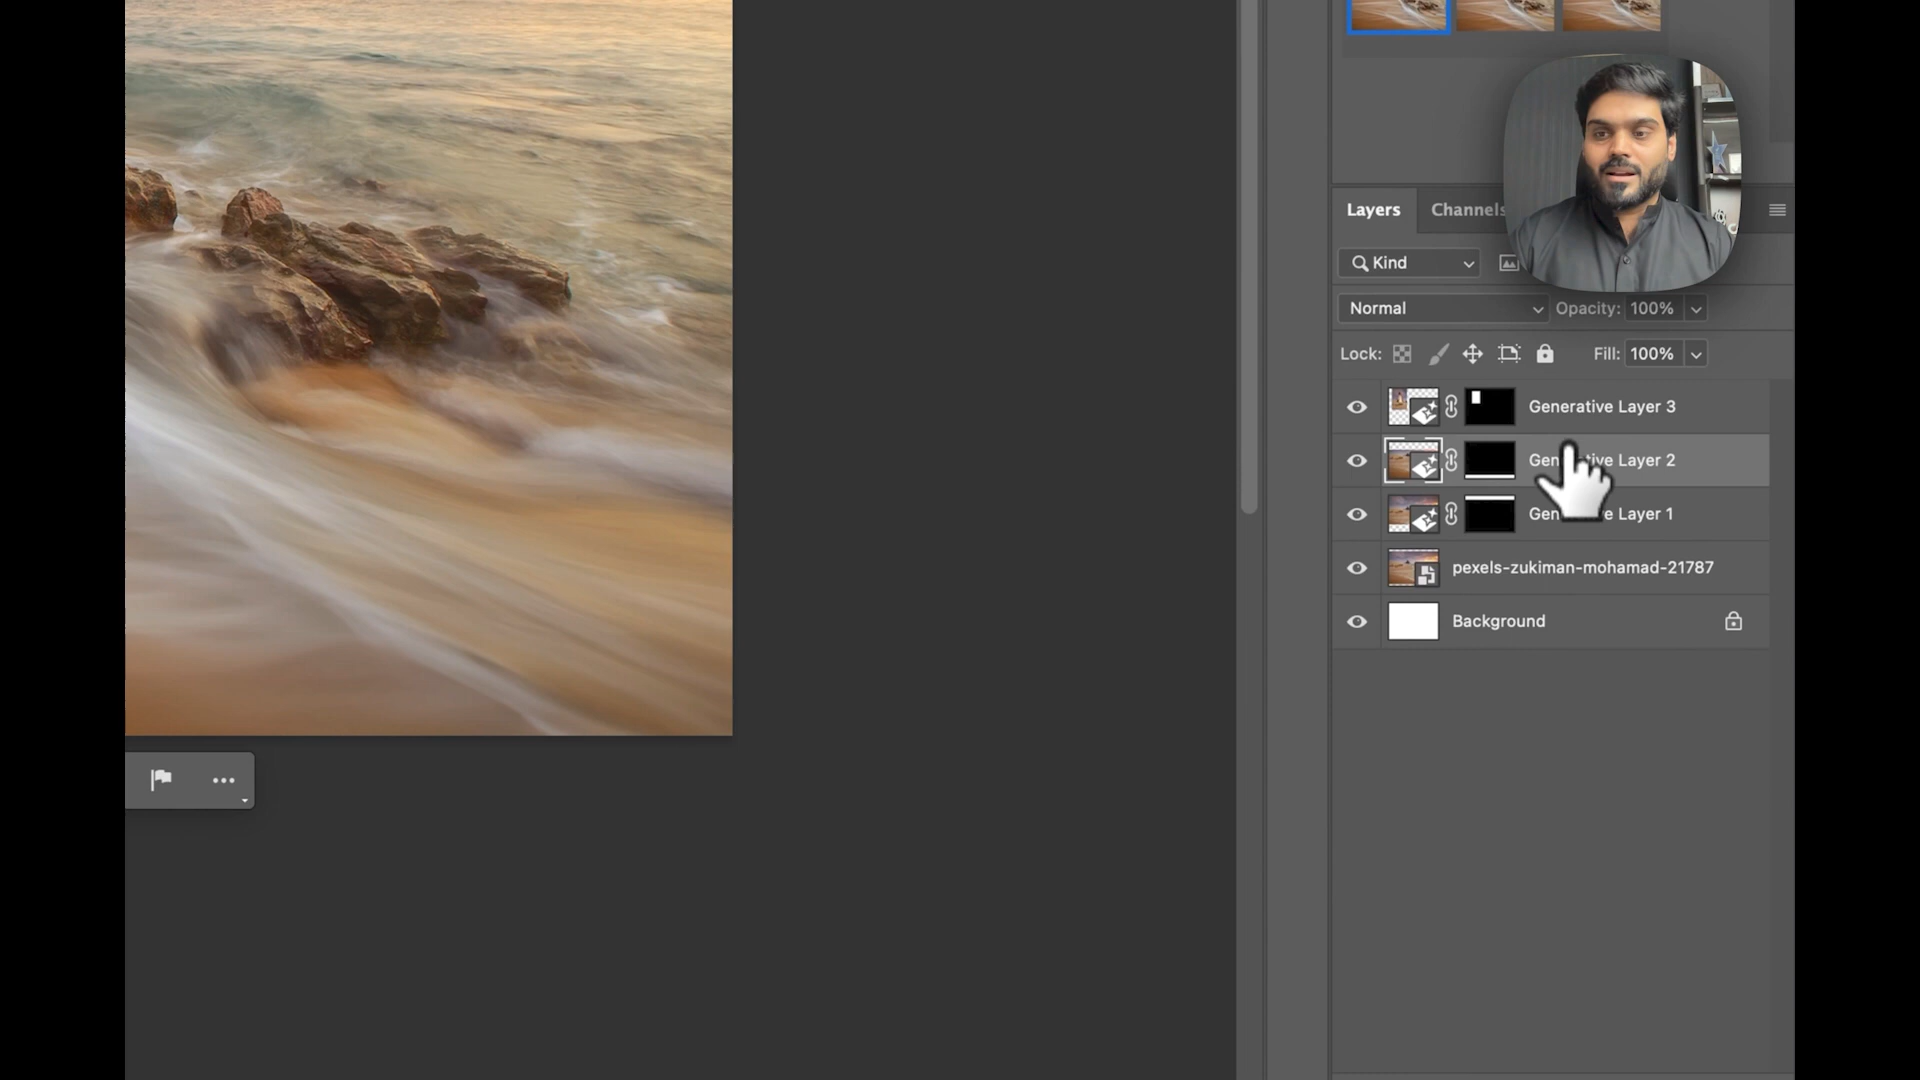 Layers Channels
Kind
Normal Opacity: 100%
Lock: Fill: 100%
Generative Layer 3
Generative Layer 2
Generative Layer 1
pexels-zukiman-mohamad-21787
Background